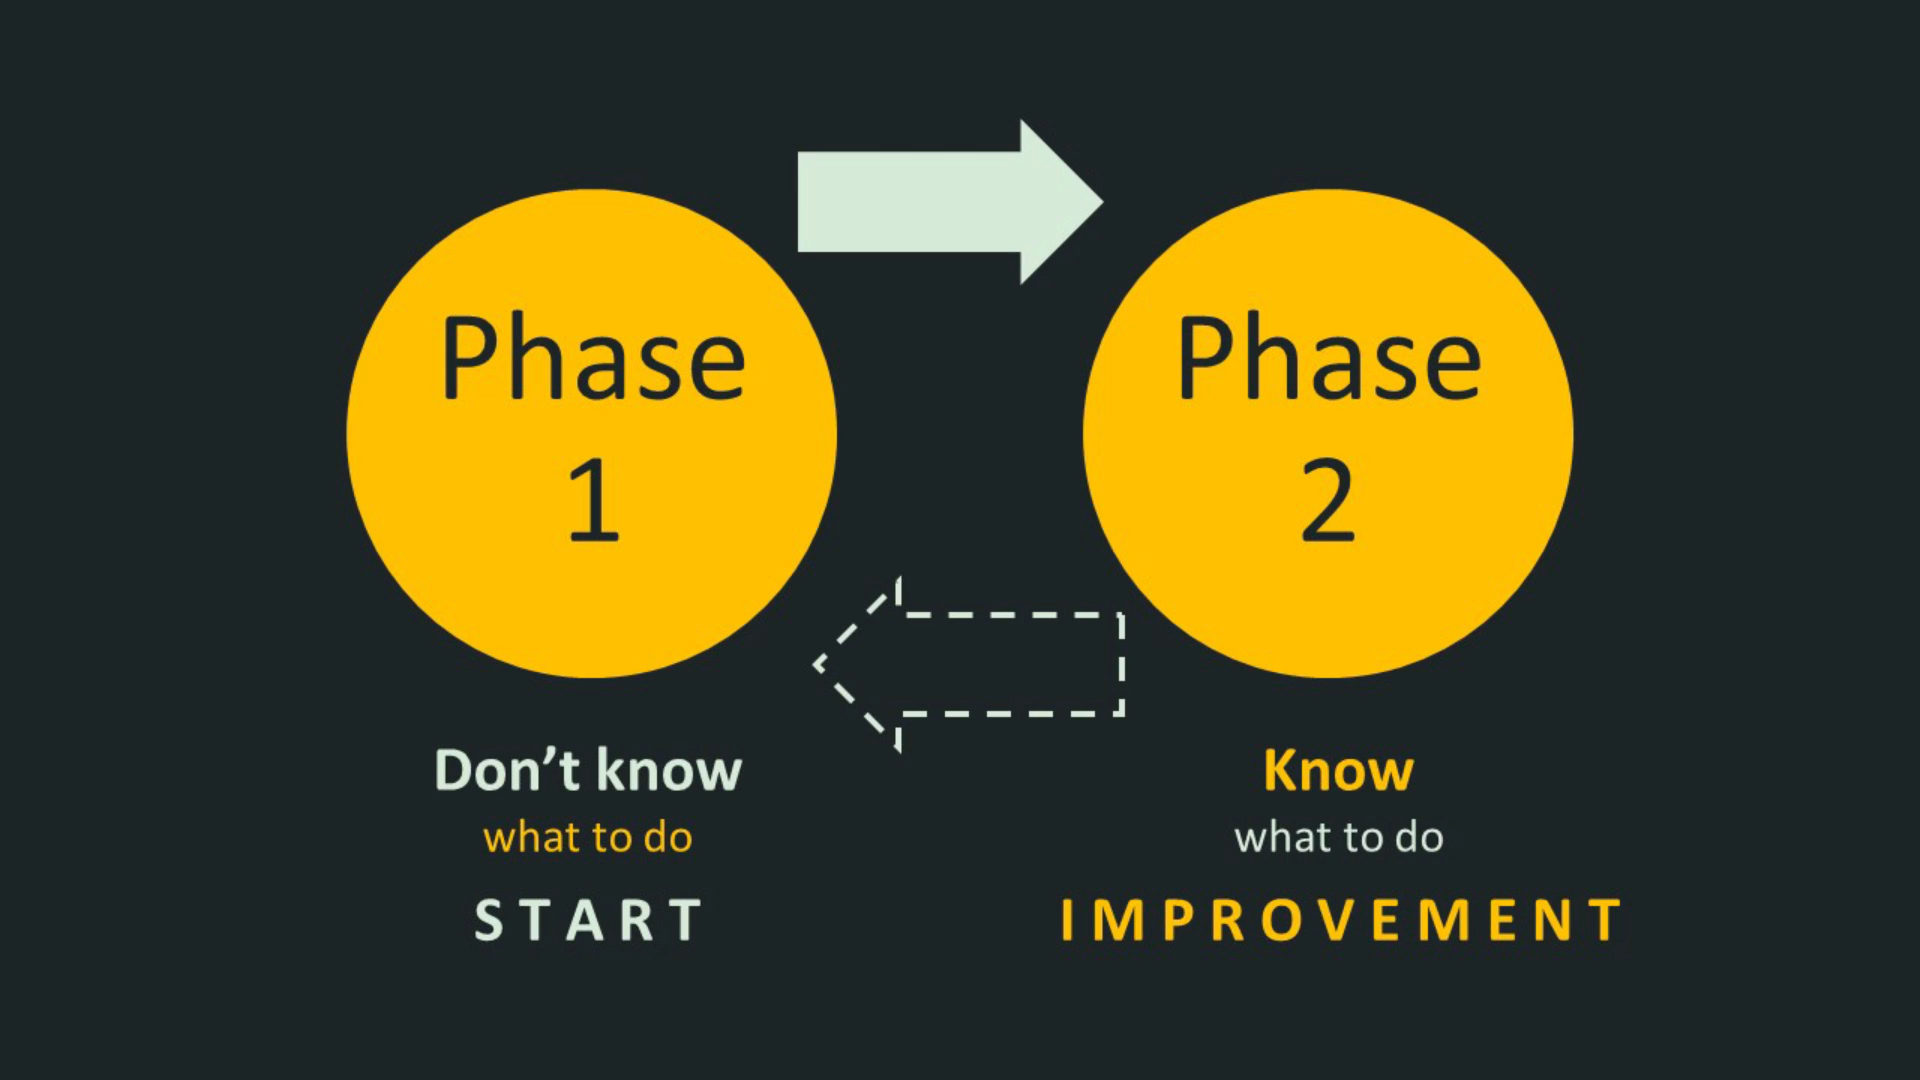 Phase
1
Phase
2
Don’t know
what to do
START
Know
what to do
IMPROVEMENT